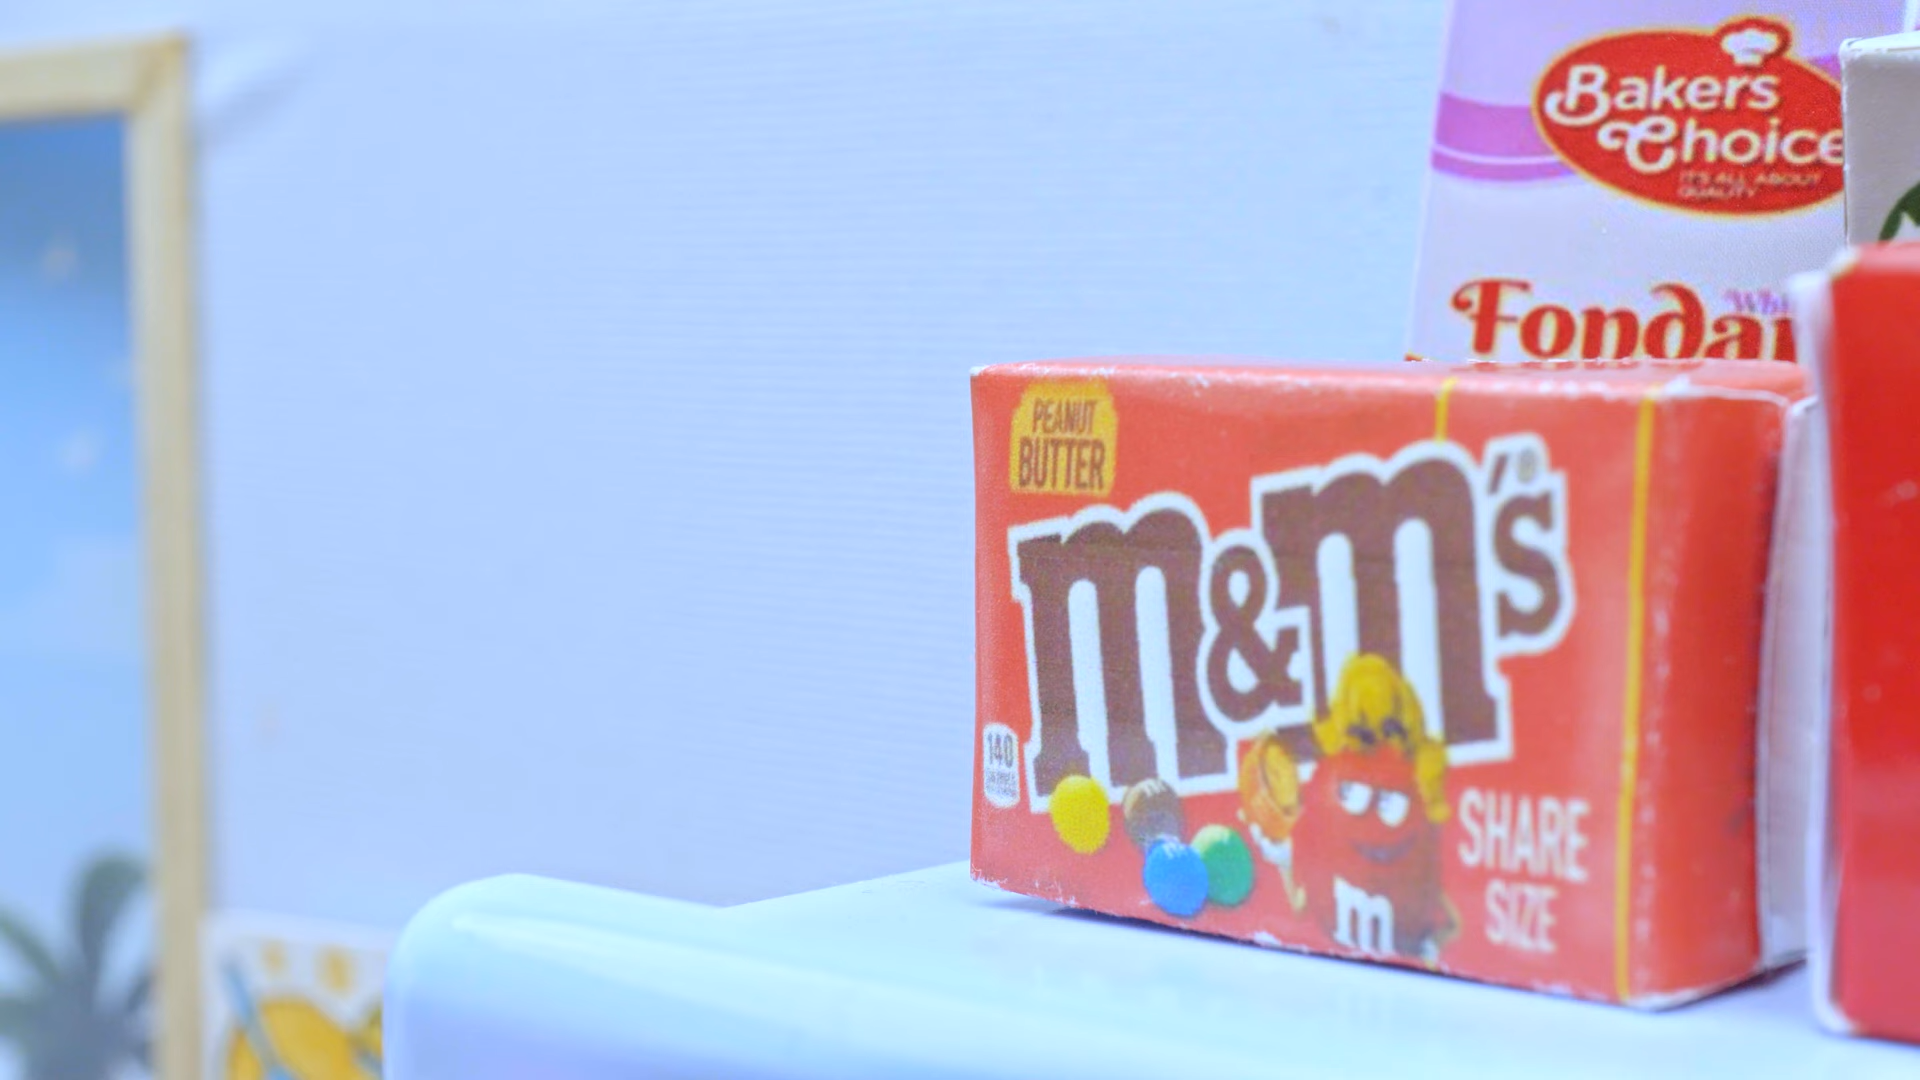 Bakers
Choice
IT'S ALL ABOUT
QUALITY
Fonda
PEANUT
BUTTER
m&m's®
140
m
SHARE
SIZE